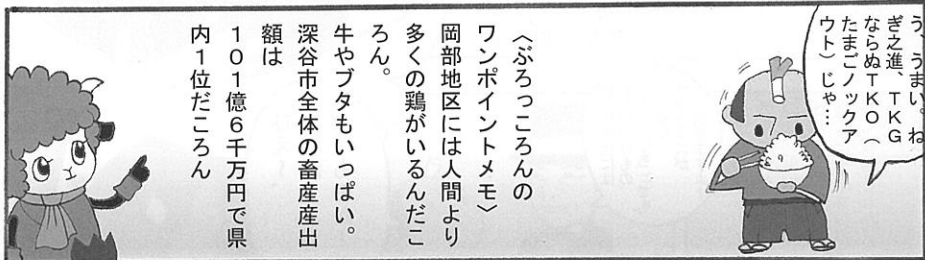 う、うまい。ね
ぎ之進、TKG
ならぬTKO（
たまごノックア
ウト）じゃ…
〈ぶろっころんの
ワンポイントメモ〉
岡部地区には人間より
多くの鶏がいるんだこ
ろん。
牛やブタもいっぱい。
深谷市全体の畜産産出
額は
１０１億６千万円で県
内１位だころん